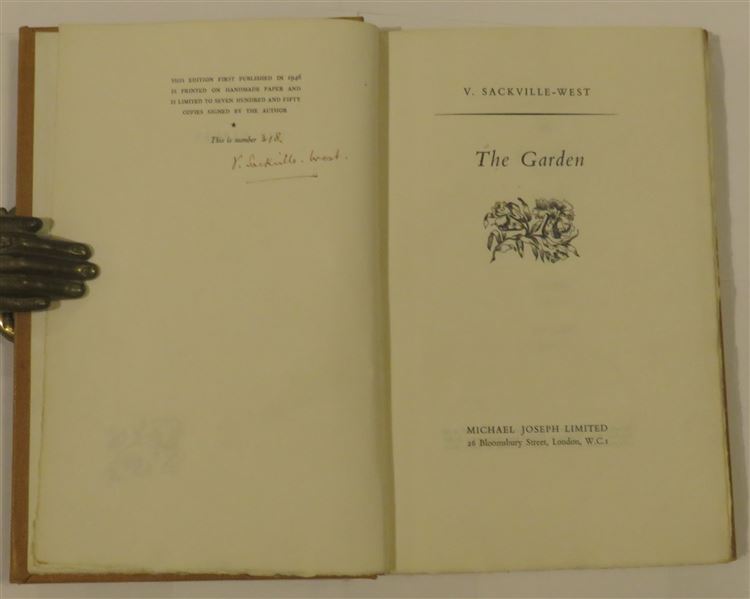 THIS EDITION FIRST PUBLISHED IN 1946
IS PRINTED ON HANDMADE PAPER AND
IS LIMITED TO SEVEN HUNDRED AND FIFTY
COPIES SIGNED BY THE AUTHOR
This is number 318.
V. Sackville-West.
V. SACKVILLE-WEST
The Garden
MICHAEL JOSEPH LIMITED
26 Bloomsbury Street, London, W.C.1